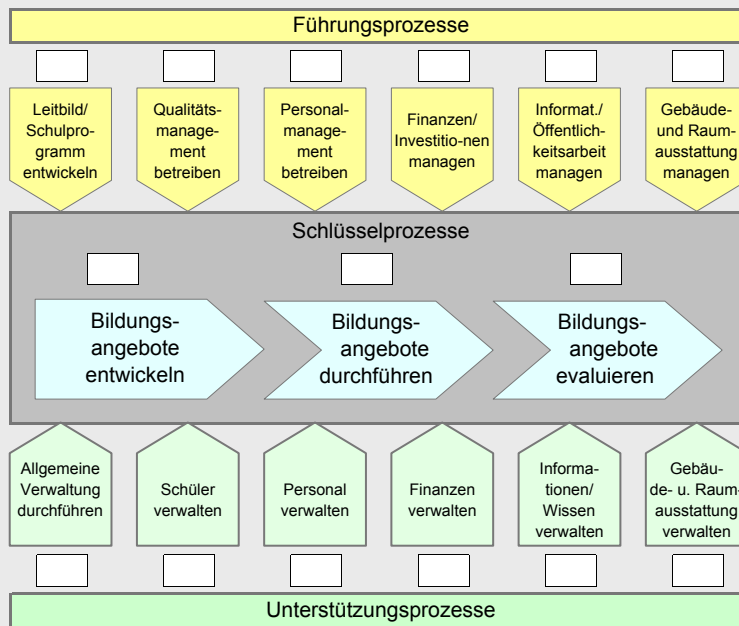 Führungsprozesse
Leitbild/
Schulpro-
gramm
entwickeln
Qualitäts-
manage-
ment
betreiben
Personal-
manage-
ment
betreiben
Finanzen/
Investitio-nen
managen
Informat./
Öffentlich-
keitsarbeit
managen
Gebäude-
und Raum-
ausstattung
managen
Schlüsselprozesse
Bildungs-
angebote
entwickeln
Bildungs-
angebote
durchführen
Bildungs-
angebote
evaluieren
Allgemeine
Verwaltung
durchführen
Schüler
verwalten
Personal
verwalten
Finanzen
verwalten
Informa-
tionen/
Wissen
verwalten
Gebäu-
de- u. Raum-
ausstattung
verwalten
Unterstützungsprozesse